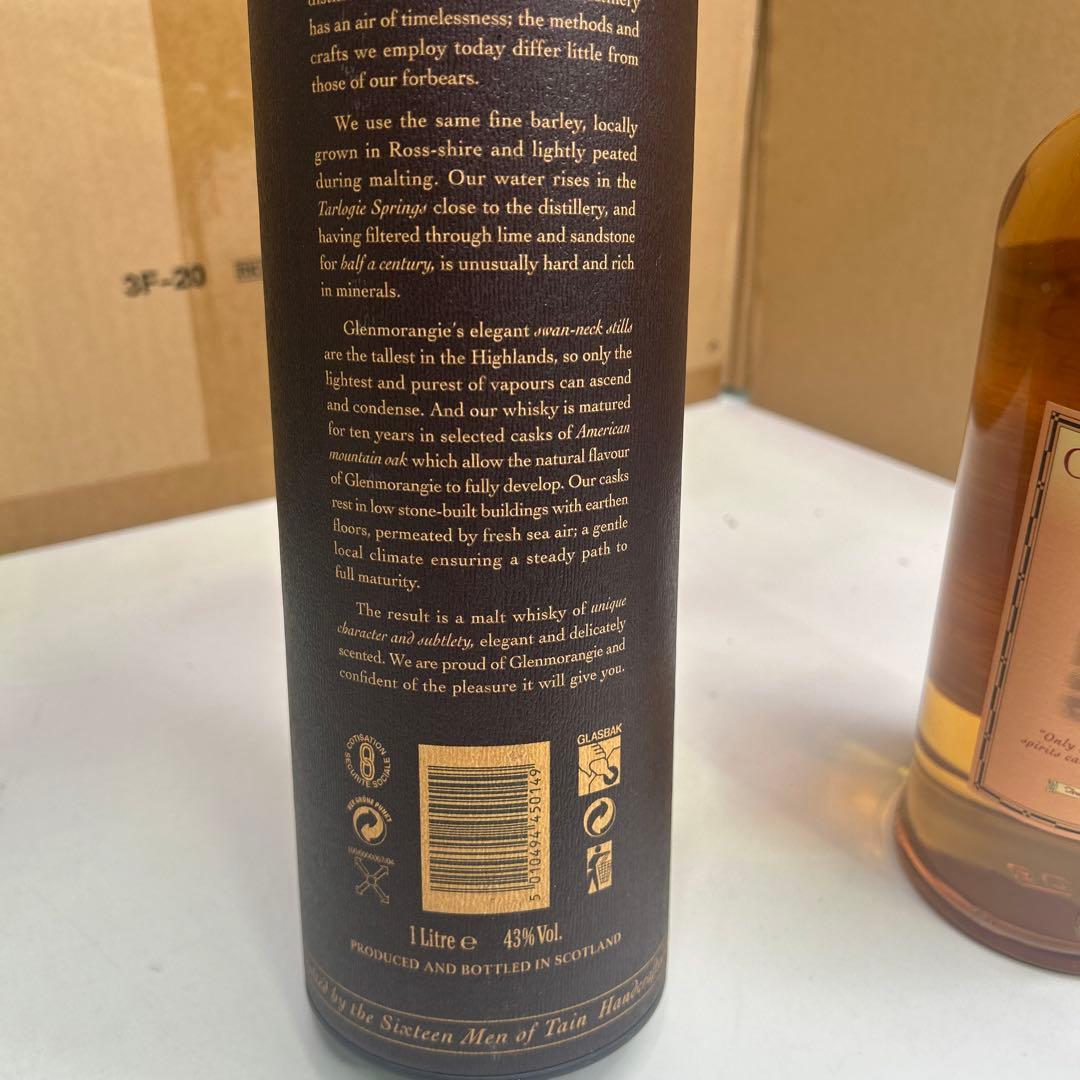 has an air of timelessness; the methods and
crafts we employ today differ little from
those of our forbears.
We use the same fine barley, locally
grown in Ross-shire and lightly peated
during malting. Our water rises in the
Tarlogie Springs close to the distillery, and
having filtered through lime and sandstone
for half a century, is unusually hard and rich
in minerals.
Glenmorangie's elegant swan-neck stills
are the tallest in the Highlands, so only the
lightest and purest of vapours can ascend
and condense. And our whisky is matured
for ten years in selected casks of American
mountain oak which allow the natural flavour
of Glenmorangie to fully develop. Our casks
rest in low stone-built buildings with earthen
floors, permeated by fresh sea air; a gentle
local climate ensuring a steady path to
full maturity.
The result is a malt whisky of unique
character and subtlety, elegant and delicately
scented. We are proud of Glenmorangie and
confident of the pleasure it will give you.
COTISATION
SECURITE SOCIALE
DER GRÜNE PUNKT
GLASBAK
5 010494 450149
1 Litre e 43% Vol.
PRODUCED AND BOTTLED IN SCOTLAND
by the Sixteen Men of Tain Handcrafted
3F-20
"Only
spirits